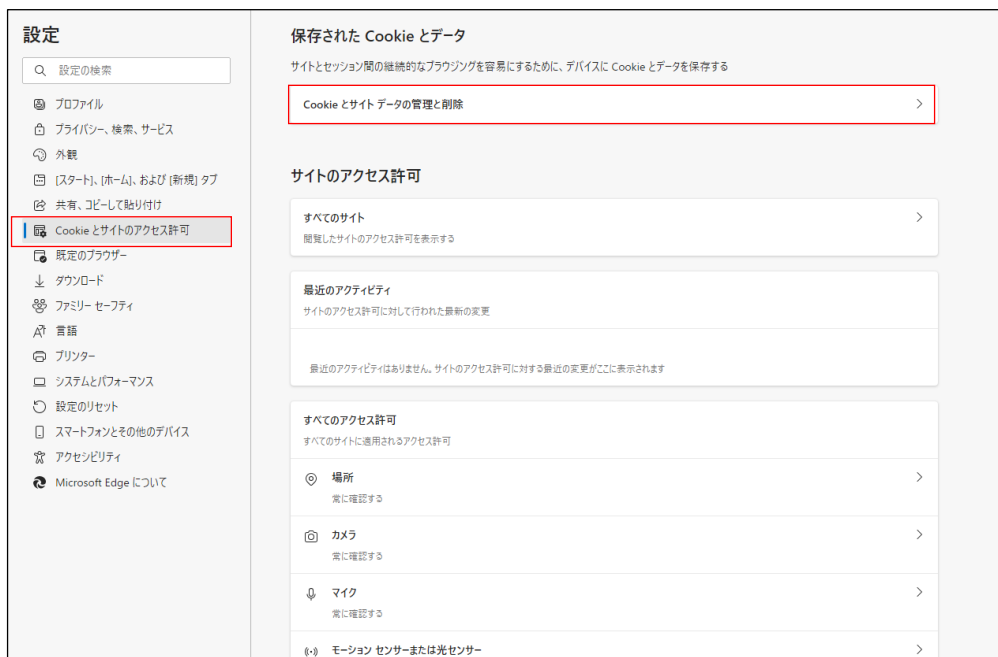 設定
設定の検索
プロファイル
プライバシー、検索、サービス
外観
[スタート]、[ホーム]、および [新規] タブ
共有、コピーして貼り付け
Cookie とサイトのアクセス許可
既定のブラウザー
ダウンロード
ファミリー セーフティ
言語
プリンター
システムとパフォーマンス
設定のリセット
スマートフォンとその他のデバイス
アクセシビリティ
Microsoft Edge について
保存された Cookie とデータ
サイトとセッション間の継続的なブラウジングを容易にするために、デバイスに Cookie とデータを保存する
Cookie とサイト データの管理と削除
サイトのアクセス許可
すべてのサイト
閲覧したサイトのアクセス許可を表示する
最近のアクティビティ
サイトのアクセス許可に対して行われた最新の変更
最近のアクティビティはありません。サイトのアクセス許可に対する最近の変更がここに表示されます
すべてのアクセス許可
すべてのサイトに適用されるアクセス許可
場所
常に確認する
カメラ
常に確認する
マイク
常に確認する
モーション センサーまたは光センサー